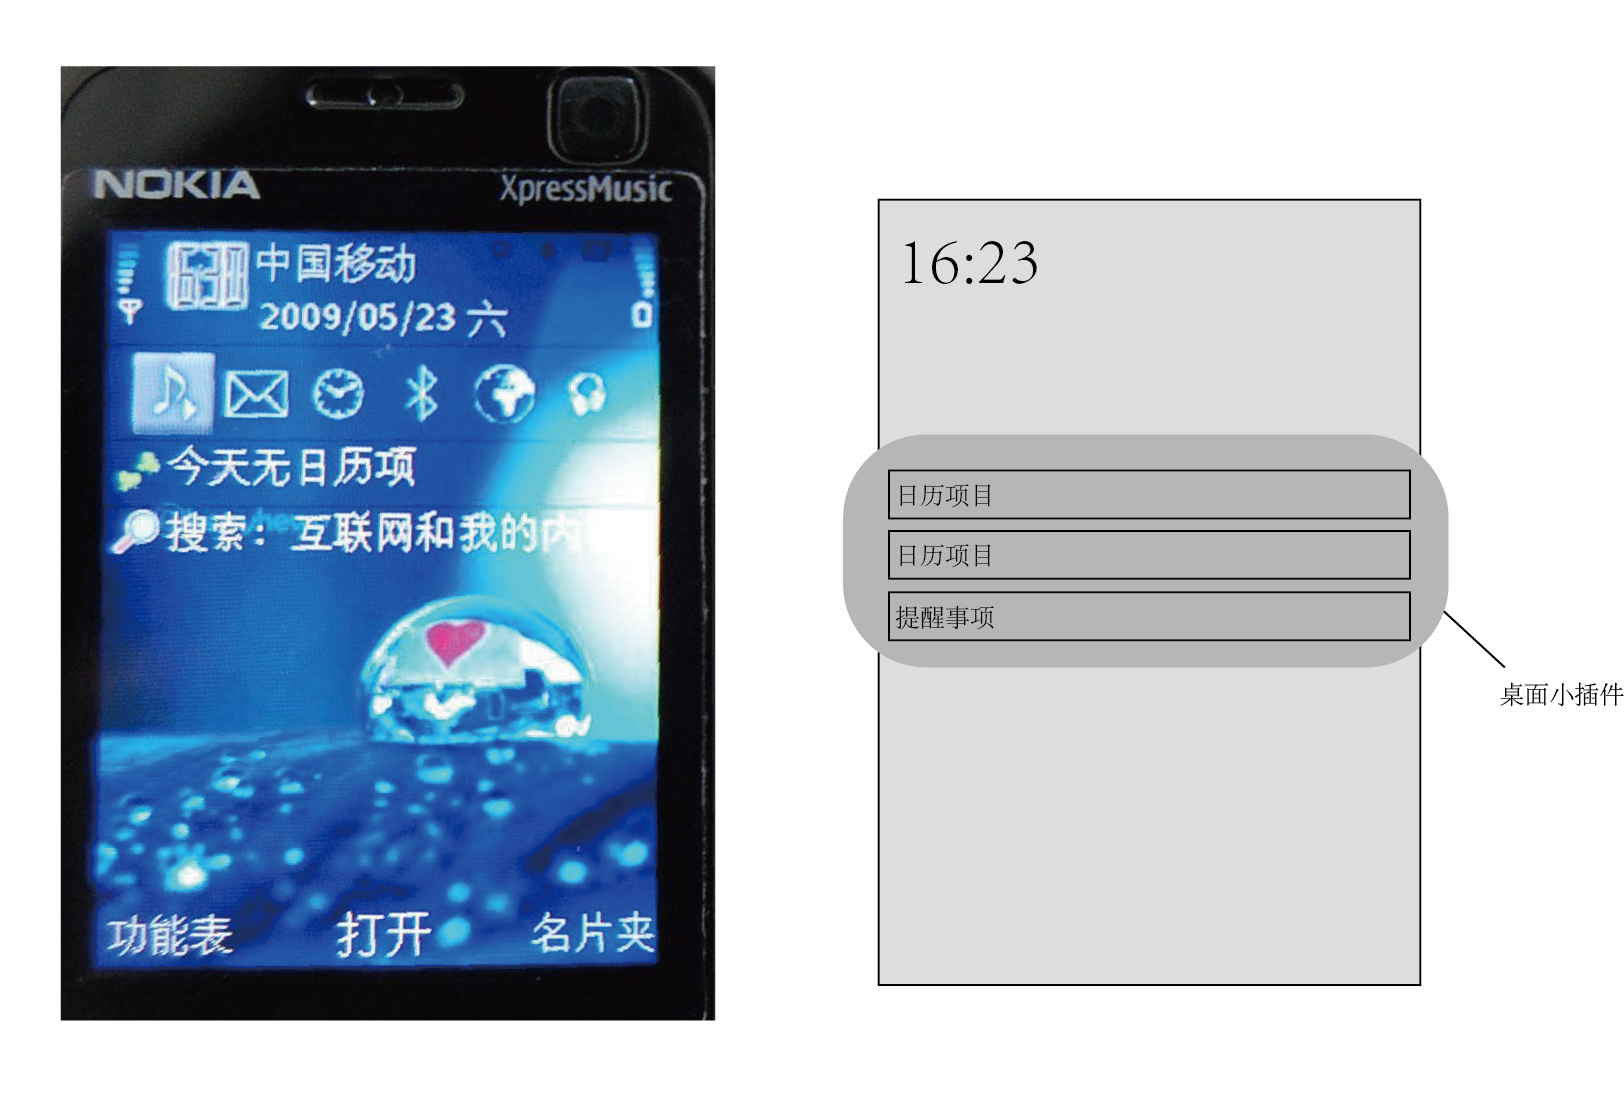 NOKIA
XpressMusic
中国移动
2009/05/23 六
今天无日历项
搜索：互联网和我的内
功能表
打开
名片夹
16:23
日历项目
日历项目
提醒事项
桌面小插件